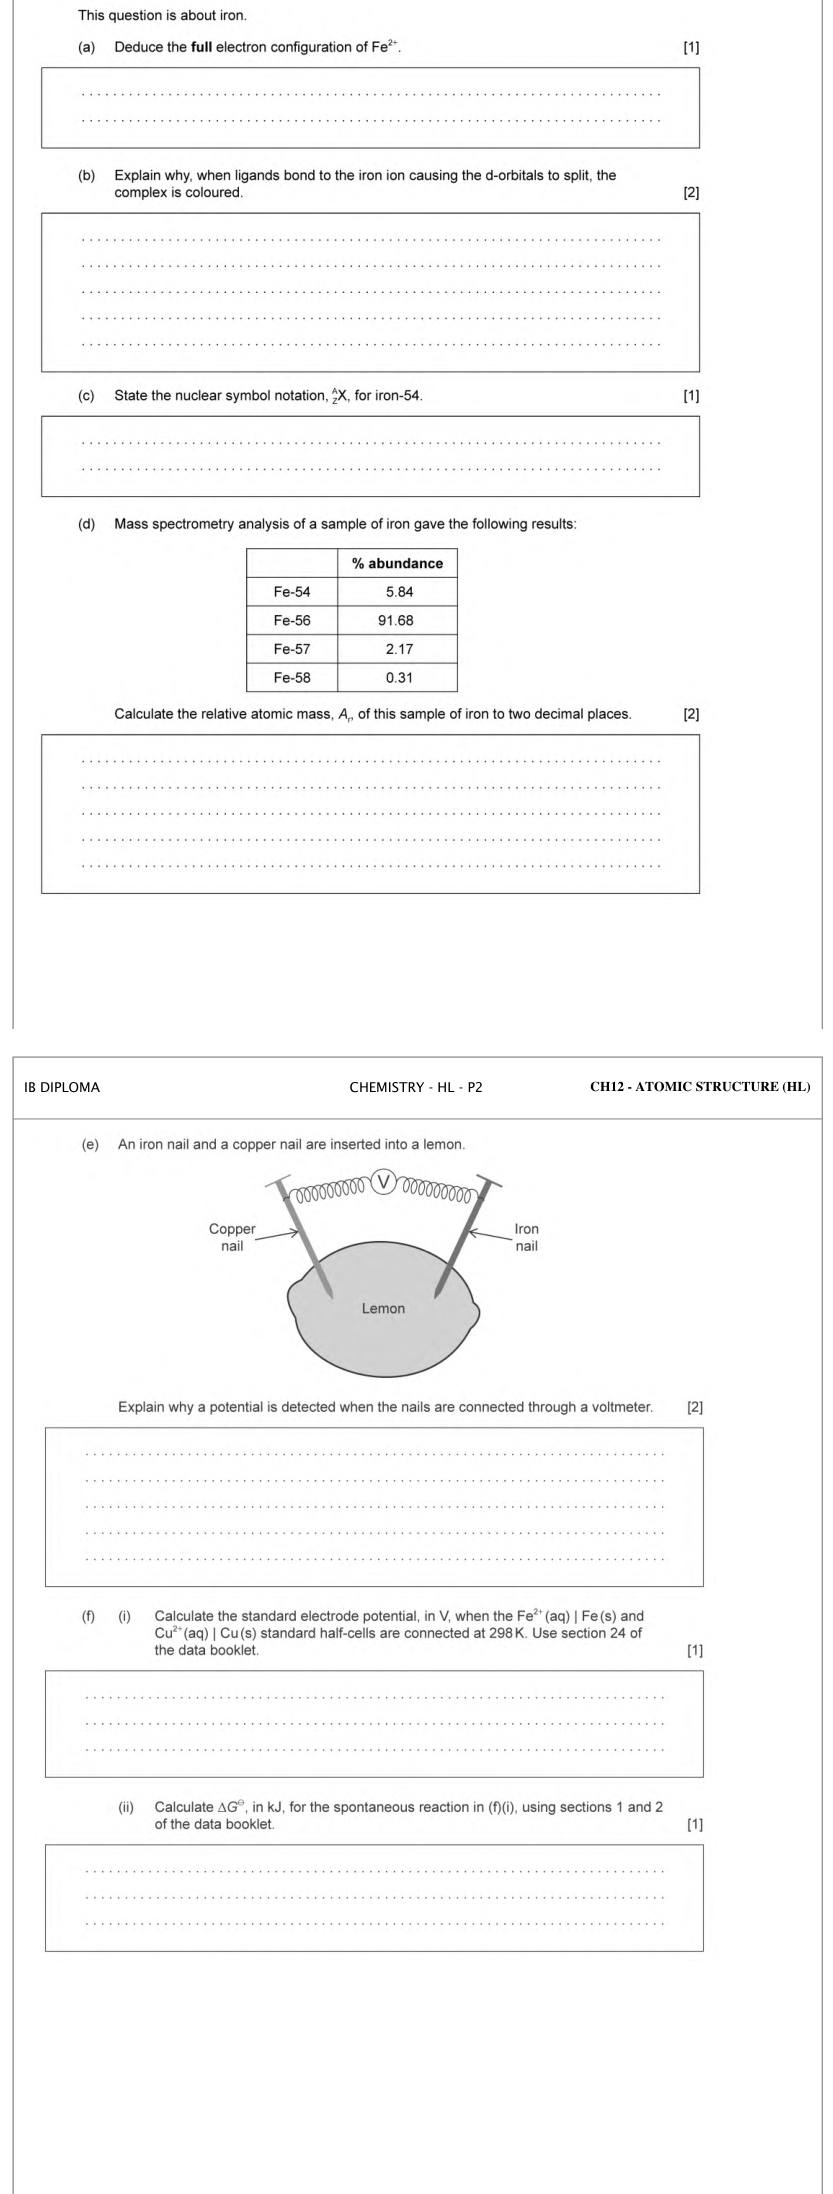 This question is about iron.
(a) Deduce the full electron configuration of Fe²⁺. [1]
(b) Explain why, when ligands bond to the iron ion causing the d-orbitals to split, the
complex is coloured. [2]
(c) State the nuclear symbol notation, ᴬ_ZX, for iron-54. [1]
(d) Mass spectrometry analysis of a sample of iron gave the following results:
% abundance
Fe-54 5.84
Fe-56 91.68
Fe-57 2.17
Fe-58 0.31
Calculate the relative atomic mass, Aᵣ, of this sample of iron to two decimal places. [2]
IB DIPLOMA CHEMISTRY - HL - P2 CH12 - ATOMIC STRUCTURE (HL)
(e) An iron nail and a copper nail are inserted into a lemon.
V
Copper
nail
Iron
nail
Lemon
Explain why a potential is detected when the nails are connected through a voltmeter. [2]
(f) (i) Calculate the standard electrode potential, in V, when the Fe²⁺(aq) | Fe(s) and
Cu²⁺(aq) | Cu(s) standard half-cells are connected at 298 K. Use section 24 of
the data booklet. [1]
(ii) Calculate ΔG⊖, in kJ, for the spontaneous reaction in (f)(i), using sections 1 and 2
of the data booklet. [1]